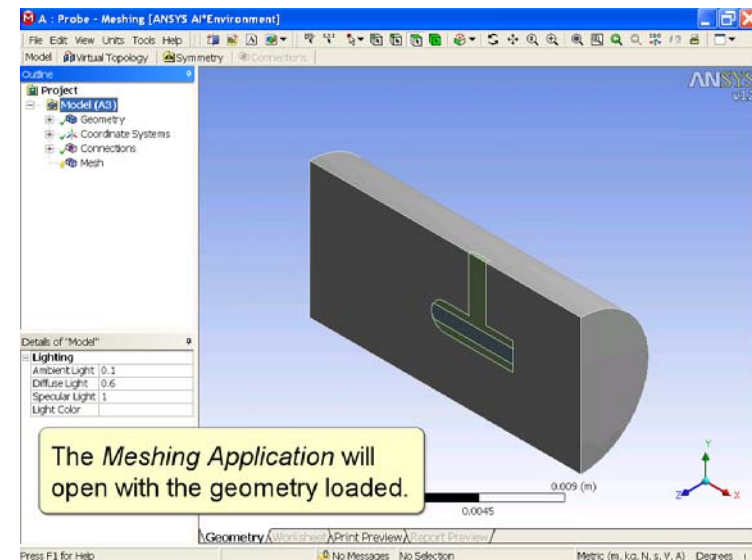 A : Probe - Meshing [ANSYS AI*Environment]
File Edit View Units Tools Help
Model Virtual Topology Symmetry Connections
Outline
Project
Model (A3)
Geometry
Coordinate Systems
Connections
Mesh
ANSYS
v12
Details of "Model"
Lighting
Ambient Light 0.1
Diffuse Light 0.6
Specular Light 1
Light Color
The Meshing Application will
open with the geometry loaded.
0.009 (m)
0.0045
Y
Z X
Geometry Worksheet Print Preview Report Preview
Press F1 for Help No Messages No Selection Metric (m, kg, N, s, V, A) Degrees